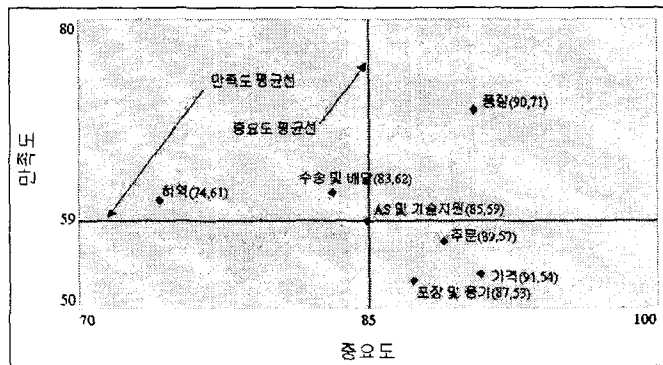 80
만족도 평균선
중요도 평균선
품질(90,71)
만족도
수송 및 배달(83,62)
하역(74,61)
59
AS 및 기술지원(85,59)
주문(89,57)
가격(91,54)
포장 및 용기(87,53)
50
70
85
100
중요도